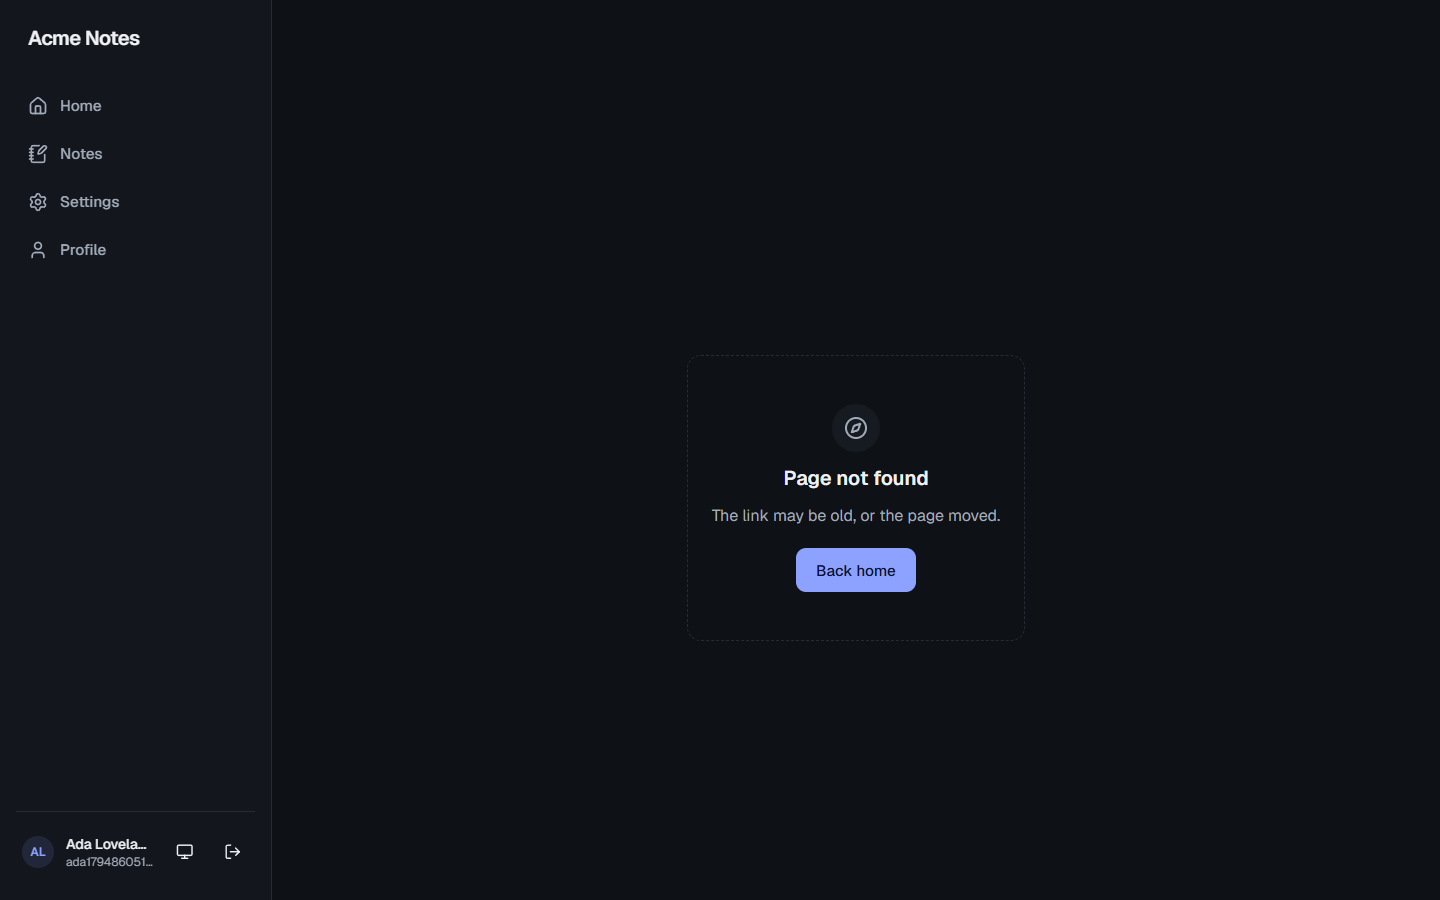 Acme Notes
Home
Notes
Settings
Profile
Page not found
The link may be old, or the page moved.
Back home
AL
Ada Lovela...
ada179486051...